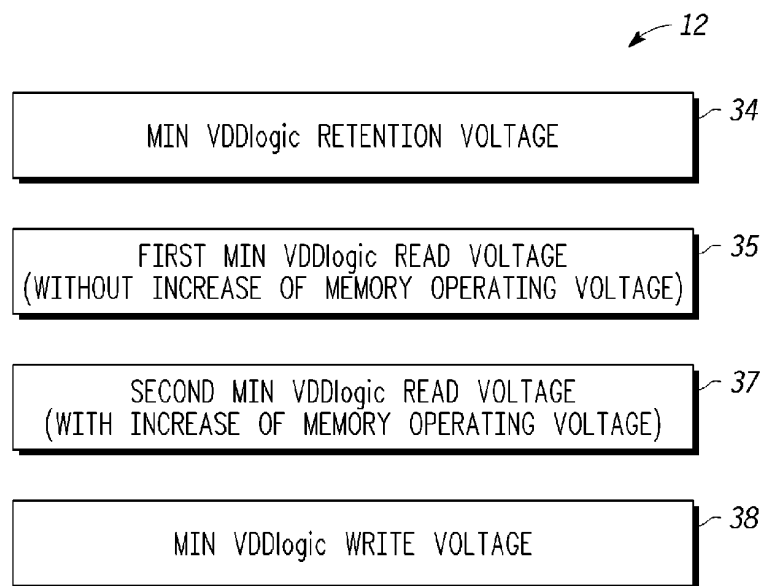 12
MIN VDDlogic RETENTION VOLTAGE
34
FIRST MIN VDDlogic READ VOLTAGE
(WITHOUT INCREASE OF MEMORY OPERATING VOLTAGE)
35
SECOND MIN VDDlogic READ VOLTAGE
(WITH INCREASE OF MEMORY OPERATING VOLTAGE)
37
MIN VDDlogic WRITE VOLTAGE
38